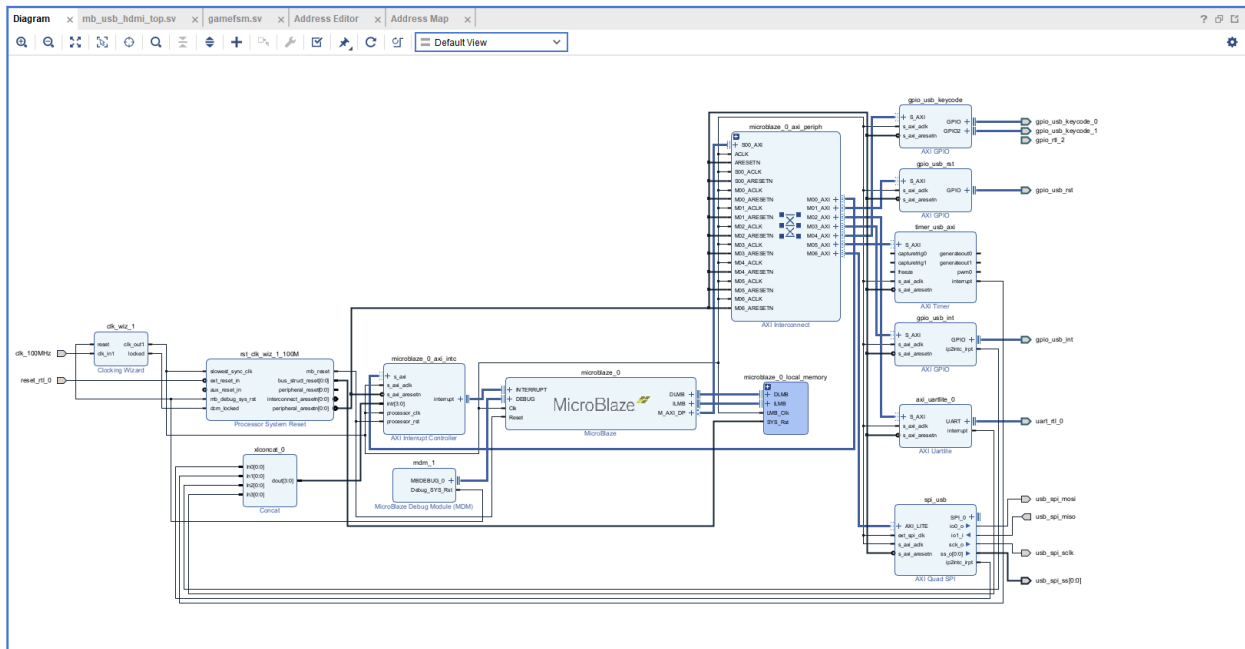 Diagram
mb_usb_hdmi_top.sv
gamefsm.sv
Address Editor
Address Map
Default View
clk_100MHz
reset_rtl_0
clk_wiz_1
reset
clk_in1
clk_out1
locked
Clocking Wizard
rst_clk_wiz_1_100M
slowest_sync_clk
ext_reset_in
aux_reset_in
mb_debug_sys_rst
dcm_locked
mb_reset
bus_struct_reset[0:0]
peripheral_reset[0:0]
interconnect_aresetn[0:0]
peripheral_aresetn[0:0]
Processor System Reset
xlconcat_0
In0[0:0]
In1[0:0]
In2[0:0]
In3[0:0]
dout[3:0]
Concat
microblaze_0_axi_intc
s_axi
s_axi_aclk
s_axi_aresetn
intr[3:0]
processor_clk
processor_rst
interrupt
AXI Interrupt Controller
mdm_1
MBDEBUG_0
Debug_SYS_Rst
MicroBlaze Debug Module (MDM)
microblaze_0
INTERRUPT
DEBUG
Clk
Reset
MicroBlaze
DLMB
ILMB
M_AXI_DP
MicroBlaze
microblaze_0_local_memory
DLMB
ILMB
LMB_Clk
SYS_Rst
microblaze_0_axi_periph
S00_AXI
ACLK
ARESETN
S00_ACLK
S00_ARESETN
M00_ACLK
M00_ARESETN
M01_ACLK
M01_ARESETN
M02_ACLK
M02_ARESETN
M03_ACLK
M03_ARESETN
M04_ACLK
M04_ARESETN
M05_ACLK
M05_ARESETN
M06_ACLK
M06_ARESETN
M00_AXI
M01_AXI
M02_AXI
M03_AXI
M04_AXI
M05_AXI
M06_AXI
AXI Interconnect
gpio_usb_keycode
S_AXI
s_axi_aclk
s_axi_aresetn
GPIO
GPIO2
AXI GPIO
gpio_usb_rst
S_AXI
s_axi_aclk
s_axi_aresetn
GPIO
AXI GPIO
timer_usb_axi
S_AXI
capturetrig0
capturetrig1
freeze
s_axi_aclk
s_axi_aresetn
generateout0
generateout1
pwm0
interrupt
AXI Timer
gpio_usb_int
S_AXI
s_axi_aclk
s_axi_aresetn
GPIO
ip2intc_irpt
AXI GPIO
axi_uartlite_0
S_AXI
s_axi_aclk
s_axi_aresetn
UART
interrupt
AXI Uartlite
spi_usb
AXI_LITE
ext_spi_clk
s_axi_aclk
s_axi_aresetn
SPI_0
io0_o
io1_i
sck_o
ss_o[0:0]
ip2intc_irpt
AXI Quad SPI
gpio_usb_keycode_0
gpio_usb_keycode_1
gpio_rtl_2
gpio_usb_rst
gpio_usb_int
uart_rtl_0
usb_spi_mosi
usb_spi_miso
usb_spi_sclk
usb_spi_ss[0:0]